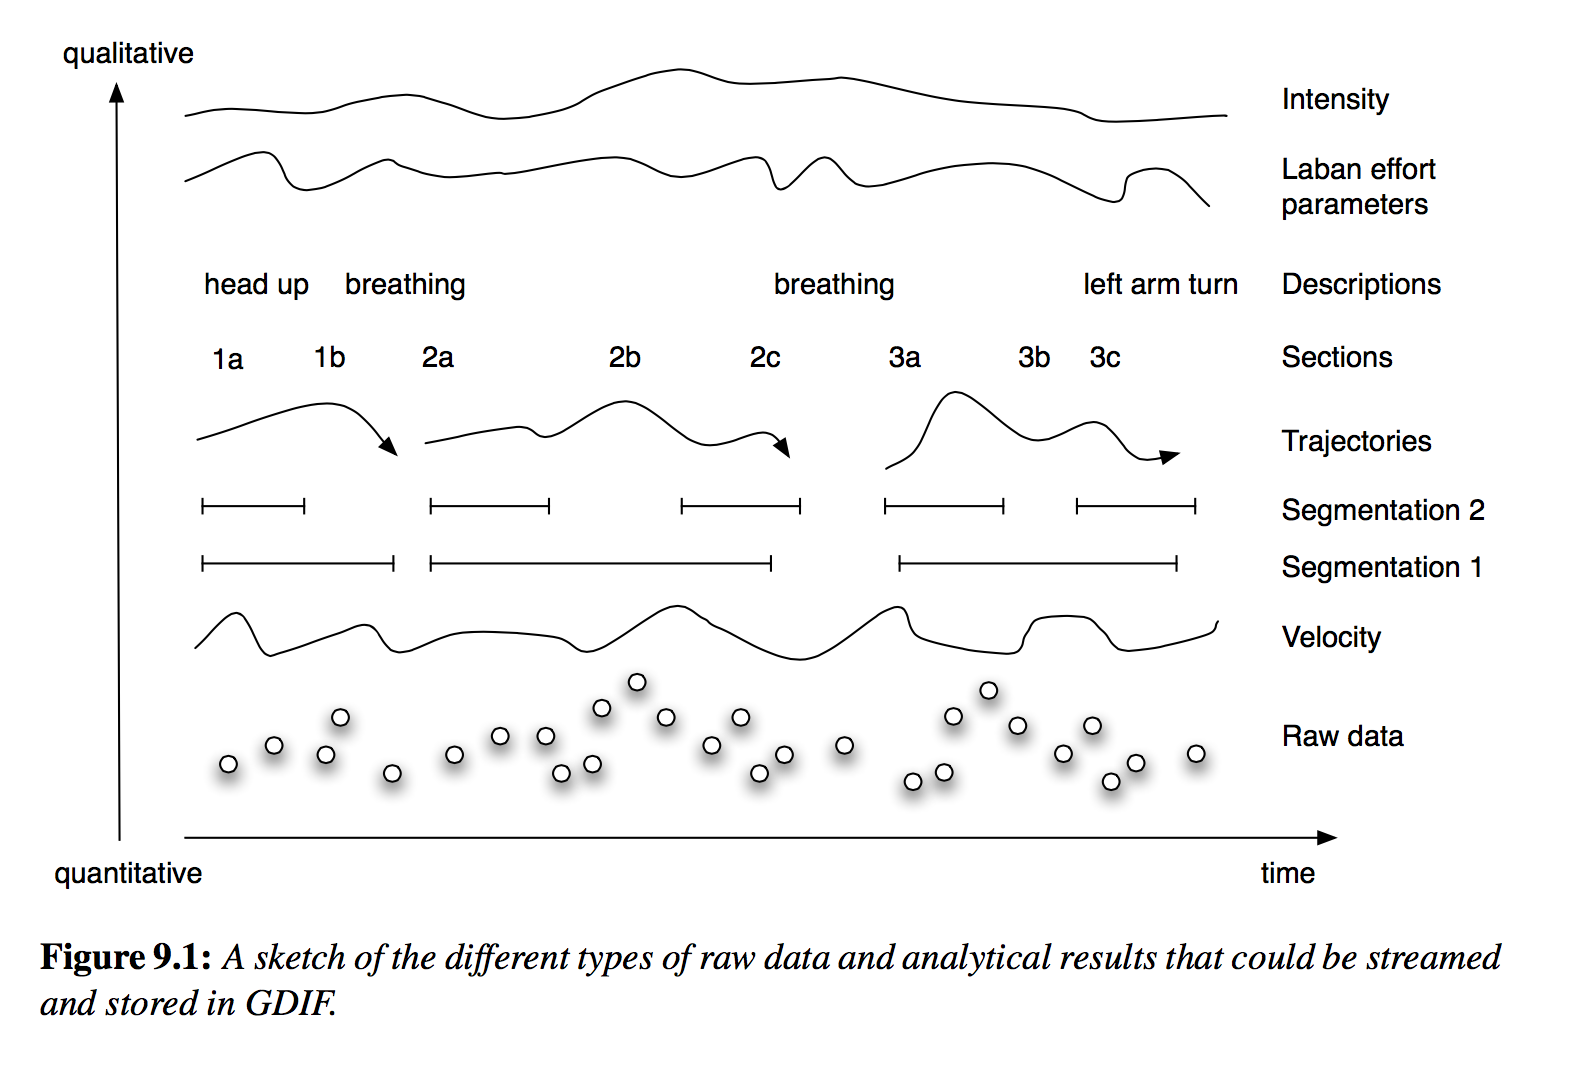 qualitative
Intensity
Laban effort
parameters
head up breathing breathing left arm turn Descriptions
1a 1b 2a 2b 2c 3a 3b 3c Sections
Trajectories
Segmentation 2
Segmentation 1
Velocity
Raw data
quantitative time
Figure 9.1: A sketch of the different types of raw data and analytical results that could be streamed
and stored in GDIF.